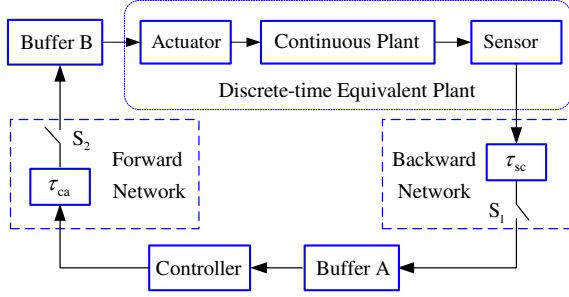 Buffer B
Actuator
Continuous Plant
Sensor
Discrete-time Equivalent Plant
S₂
Forward
Network
τca
Backward
Network
τsc
S₁
Controller
Buffer A